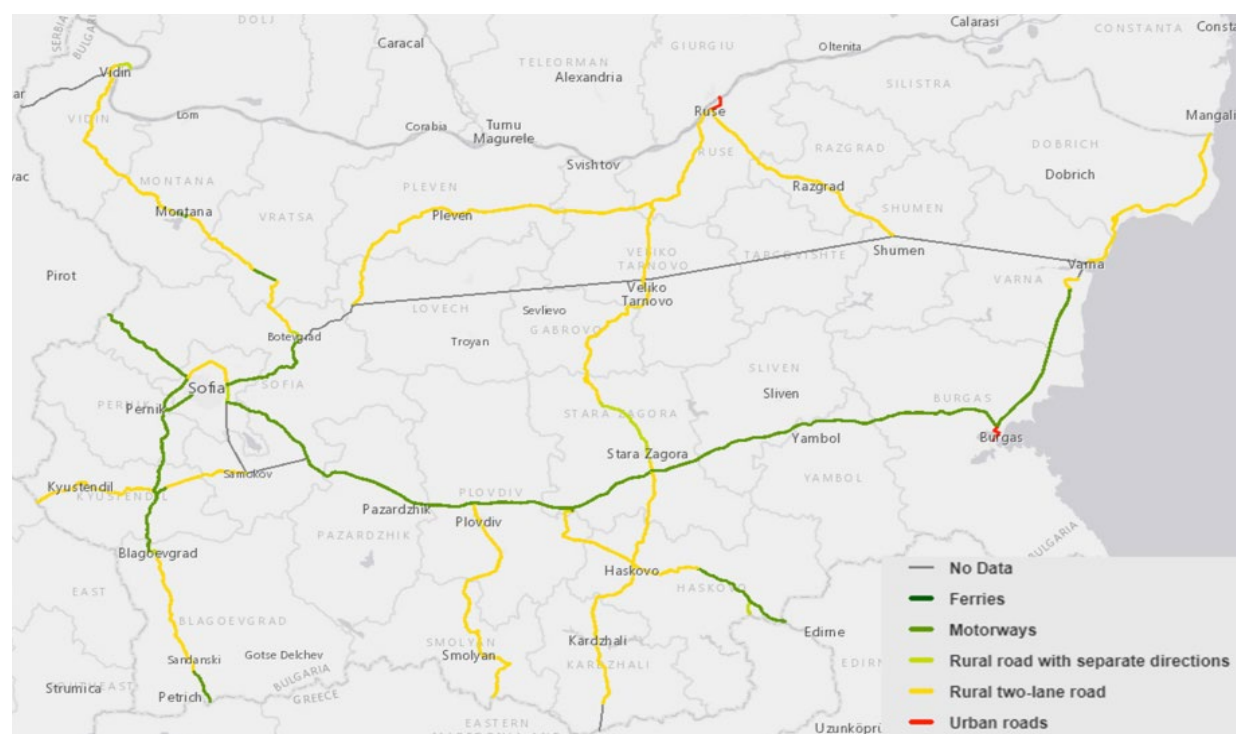 DOLJ
Calarasi
CONSTANTA
Const
SERBIA
BULGARI
Caracal
GIURGIU
Oltenita
TELEORMAN
Alexandria
Vidin
SILISTRA
ar
VIDIN
Lom
Corabia
Turnu
Magurele
Ruse
Mangali
RUSE
RAZGRAD
DOBRICH
Svishtov
vac
MONTANA
PLEVEN
Razgrad
Dobrich
Montana
VRATSA
Pleven
SHUMEN
VELIKO
TARNOVO
TARGOVISHTE
Shumen
Pirot
Varna
VARNA
Veliko
Tarnovo
LOVECH
Sevlievo
Botevgrad
GABROVO
Troyan
SLIVEN
Sofia
SOFIA
Sliven
PERNIK
Pernik
STARA ZAGORA
BURGAS
Yambol
Burgas
Stara Zagora
Samokov
YAMBOL
Kyustendil
KYUSTENDIL
PLOVDIV
Pazardzhik
Plovdiv
PAZARDZHIK
Blagoevgrad
BULGARIA
Haskovo
HASKOVO
EAST
BLAGOEVGRAD
Kardzhali
Edirne
SMOLYAN
Smolyan
KARDZHALI
EDIRN
Sandanski
Gotse Delchev
BULGARIA
GREECE
Strumica
SOUTHEAST
Petrich
EASTERN
Uzunköprü
No Data
Ferries
Motorways
Rural road with separate directions
Rural two-lane road
Urban roads